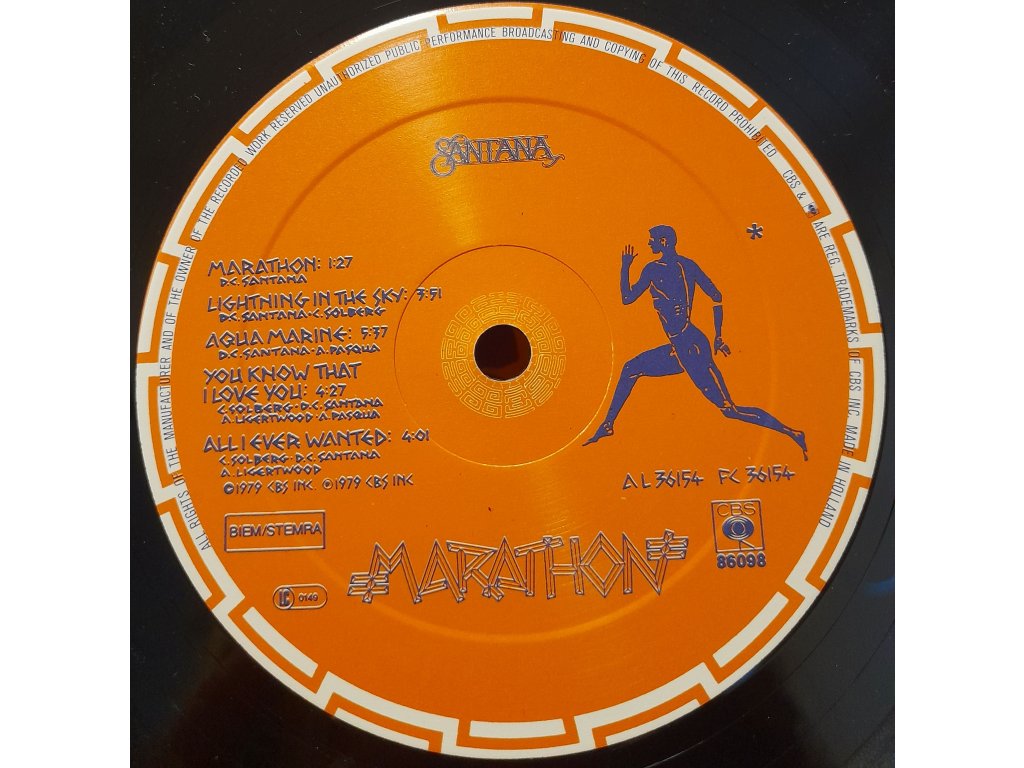 ALL RIGHTS OF THE MANUFACTURER AND OF THE OWNER OF THE RECORDED WORK RESERVED UNAUTHORIZED PUBLIC PERFORMANCE BROADCASTING AND COPYING OF THIS RECORD PROHIBITED CBS & ARE REG. TRADEMARKS OF CBS. INC. MADE IN HOLLAND
SANTANA
*
MARATHON: 1:27
D.C. SANTANA
LIGHTNING IN THE SKY: 3:51
D.C. SANTANA·C. SOLBERG
AQUA MARINE: 5:37
D.C. SANTANA·A. PASQUA
YOU KNOW THAT
I LOVE YOU: 4:27
C. SOLBERG·D.C. SANTANA
A. LIGERTWOOD·A. PASQUA
ALL I EVER WANTED: 4:01
C. SOLBERG·D.C. SANTANA
A. LIGERTWOOD
©1979 CBS INC. ℗1979 CBS INC
AL 36154 FC 36154
BIEM/STEMRA
CBS
86098
MARATHON
LC 0149